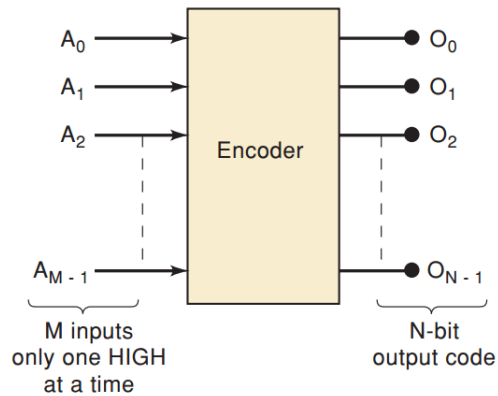 A0 O0
A1 O1
A2 O2
Encoder
AM - 1 ON - 1
M inputs
only one HIGH
at a time
N-bit
output code